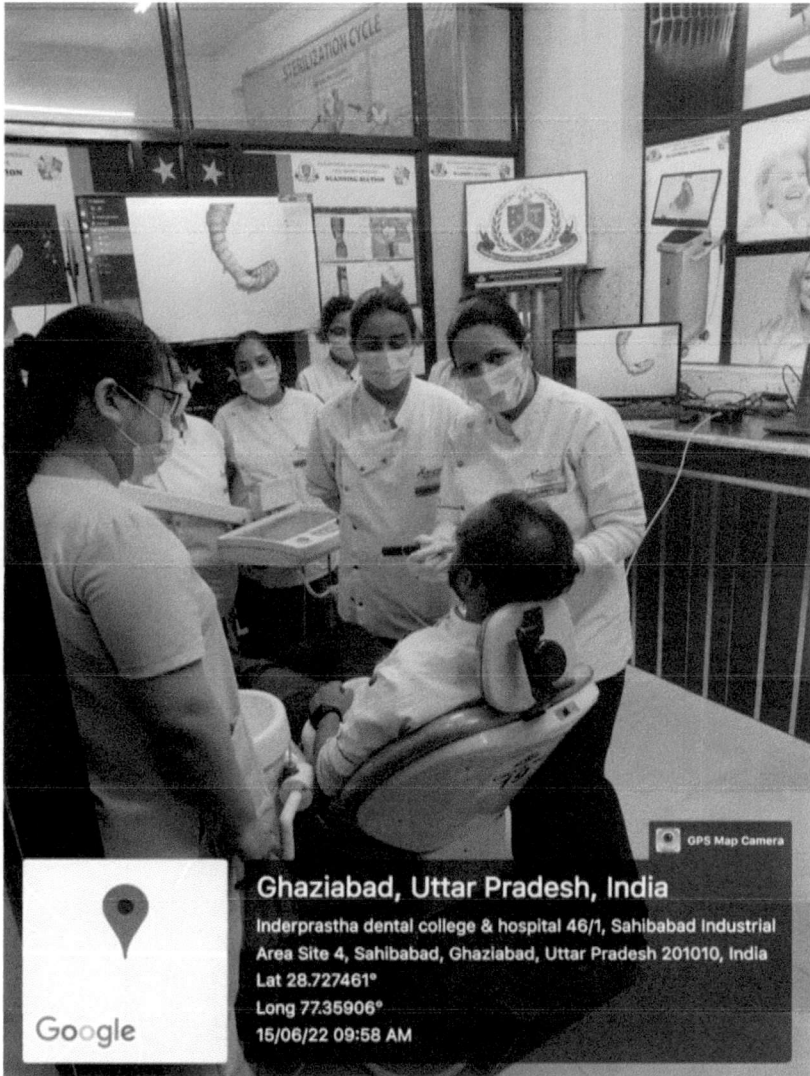 STERILIZATION CYCLE
SCANNING SECTION
GPS Map Camera
Ghaziabad, Uttar Pradesh, India
Inderprastha dental college & hospital 46/1, Sahibabad Industrial
Area Site 4, Sahibabad, Ghaziabad, Uttar Pradesh 201010, India
Lat 28.727461°
Long 77.35906°
15/06/22 09:58 AM
Google